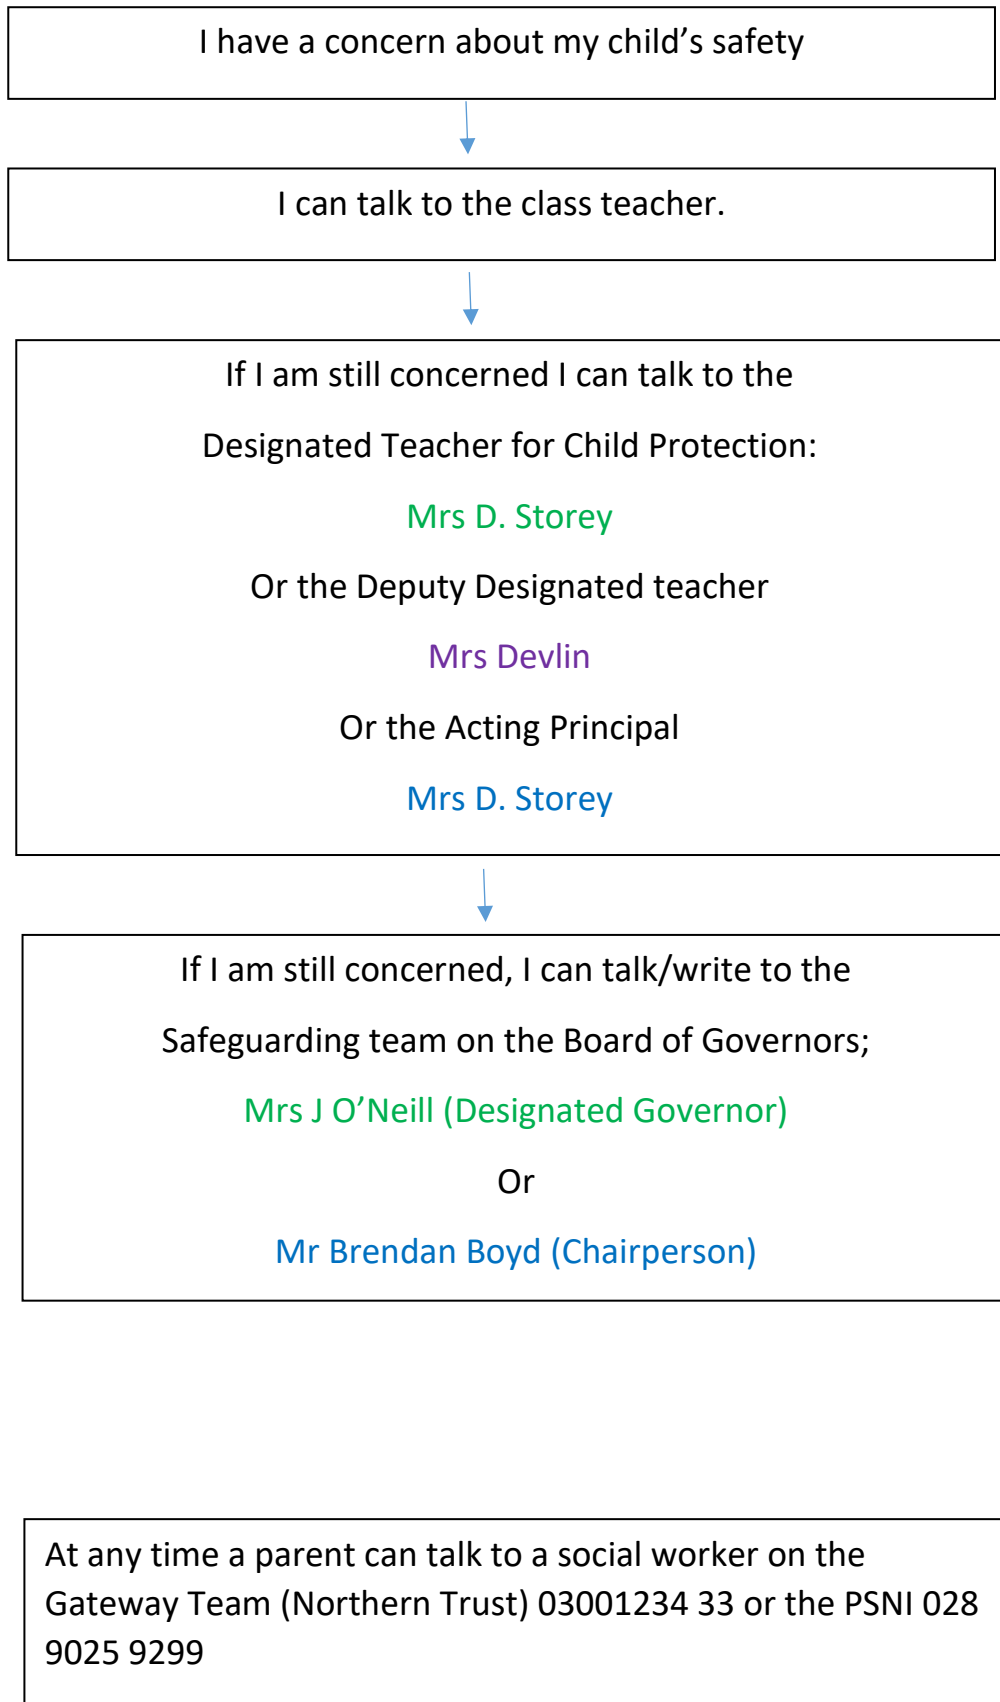 I have a concern about my child’s safety
I can talk to the class teacher.
If I am still concerned I can talk to the
Designated Teacher for Child Protection:
Mrs D. Storey
Or the Deputy Designated teacher
Mrs Devlin
Or the Acting Principal
Mrs D. Storey
If I am still concerned, I can talk/write to the
Safeguarding team on the Board of Governors;
Mrs J O’Neill (Designated Governor)
Or
Mr Brendan Boyd (Chairperson)
At any time a parent can talk to a social worker on the
Gateway Team (Northern Trust) 03001234 33 or the PSNI 028
9025 9299